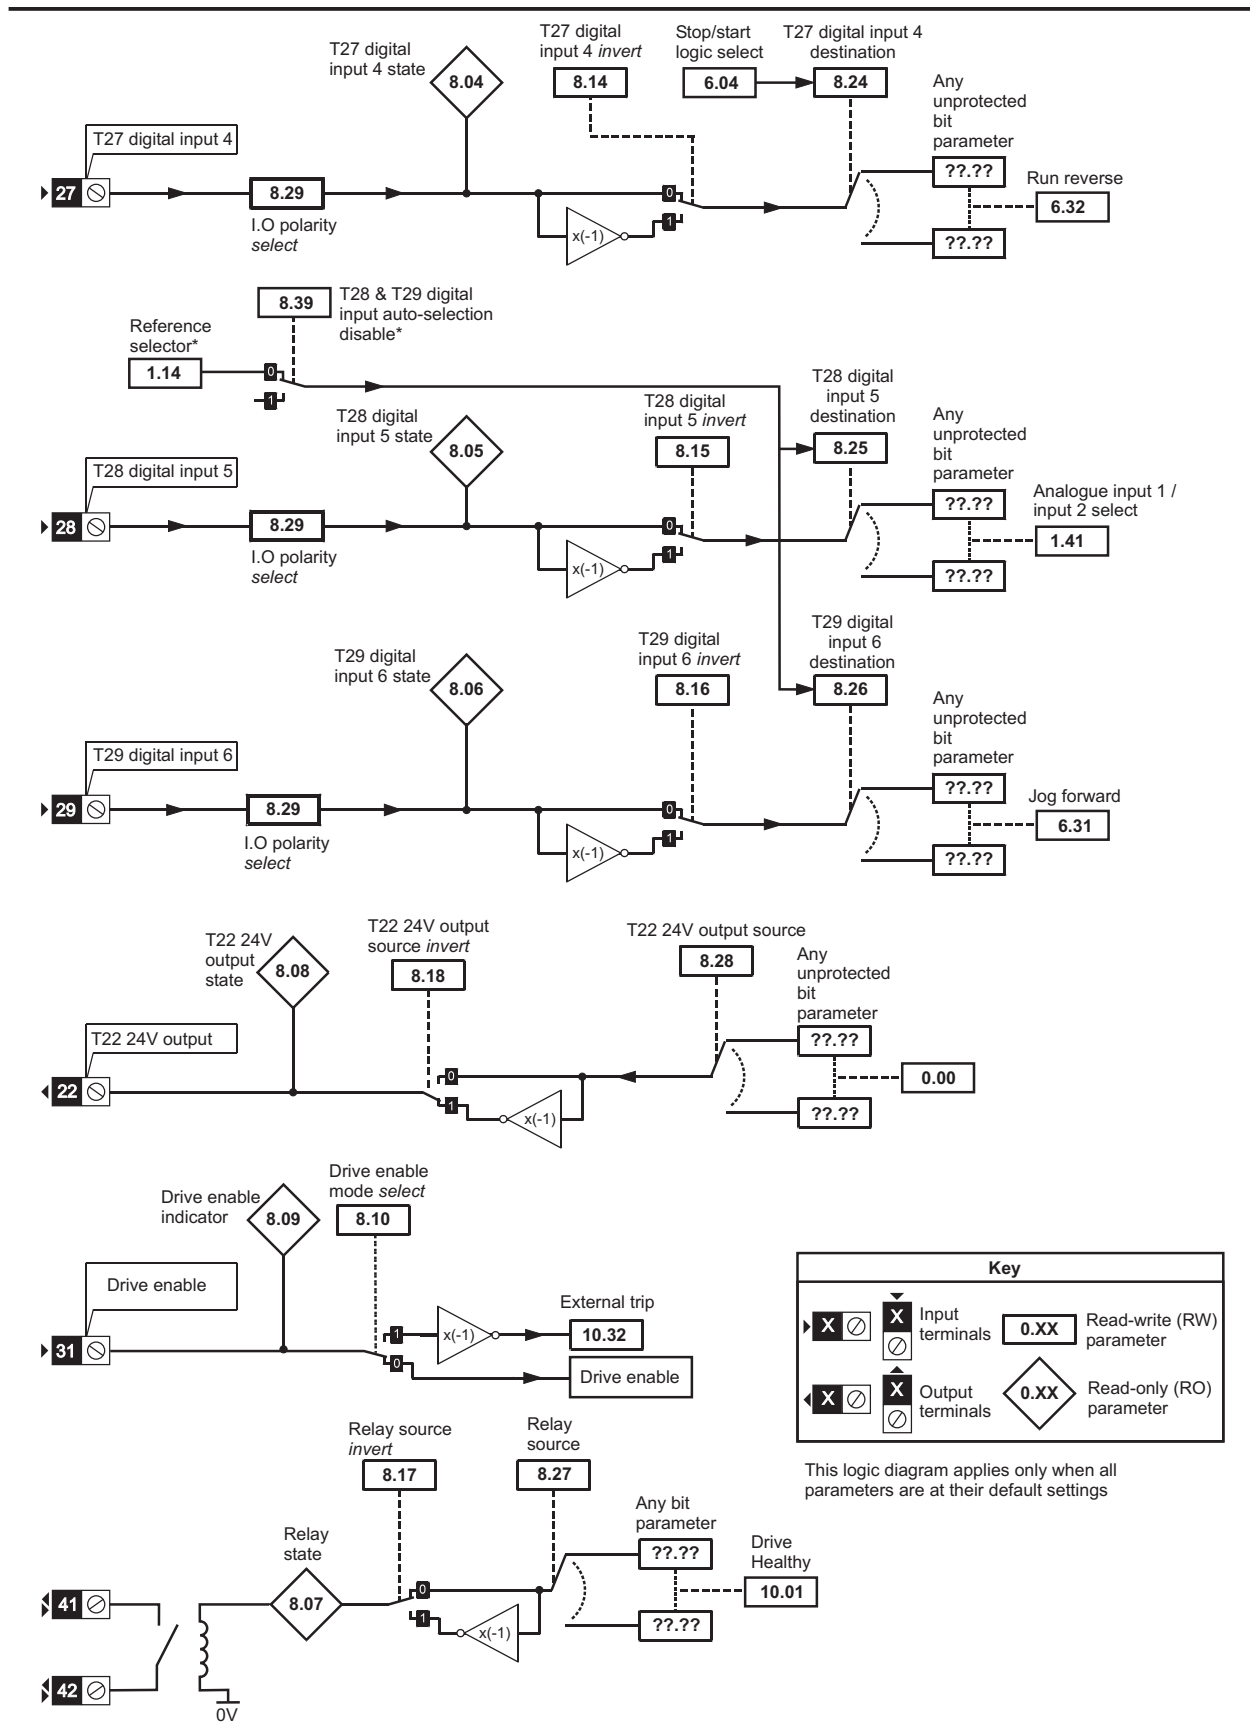 T27 digital
input 4 state
8.04
T27 digital
input 4 invert
8.14
Stop/start
logic select
6.04
T27 digital input 4
destination
8.24
Any
unprotected
bit
parameter
T27 digital input 4
27
8.29
I.O polarity
select
0
1
x(-1)
??.??
??.??
Run reverse
6.32
8.39
T28 & T29 digital
input auto-selection
disable*
Reference
selector*
1.14
0
1
T28 digital
input 5 state
8.05
T28 digital
input 5 invert
8.15
T28 digital
input 5
destination
8.25
Any
unprotected
bit
parameter
T28 digital input 5
28
8.29
I.O polarity
select
0
1
x(-1)
??.??
??.??
Analogue input 1 /
input 2 select
1.41
T29 digital
input 6 state
8.06
T29 digital
input 6 invert
8.16
T29 digital
input 6
destination
8.26
Any
unprotected
bit
parameter
T29 digital input 6
29
8.29
I.O polarity
select
0
1
x(-1)
??.??
??.??
Jog forward
6.31
T22 24V
output
state
8.08
T22 24V output
source invert
8.18
T22 24V output source
8.28
Any
unprotected
bit
parameter
T22 24V output
22
0
1
x(-1)
??.??
??.??
0.00
Drive enable
indicator
8.09
Drive enable
mode select
8.10
Drive enable
31
1
0
x(-1)
External trip
10.32
Drive enable
Key
X
X
Input
terminals
0.XX
Read-write (RW)
parameter
X
X
Output
terminals
0.XX
Read-only (RO)
parameter
This logic diagram applies only when all
parameters are at their default settings
Relay source
invert
8.17
Relay
source
8.27
Any bit
parameter
??.??
??.??
Drive
Healthy
10.01
Relay
state
8.07
0
1
x(-1)
41
42
0V